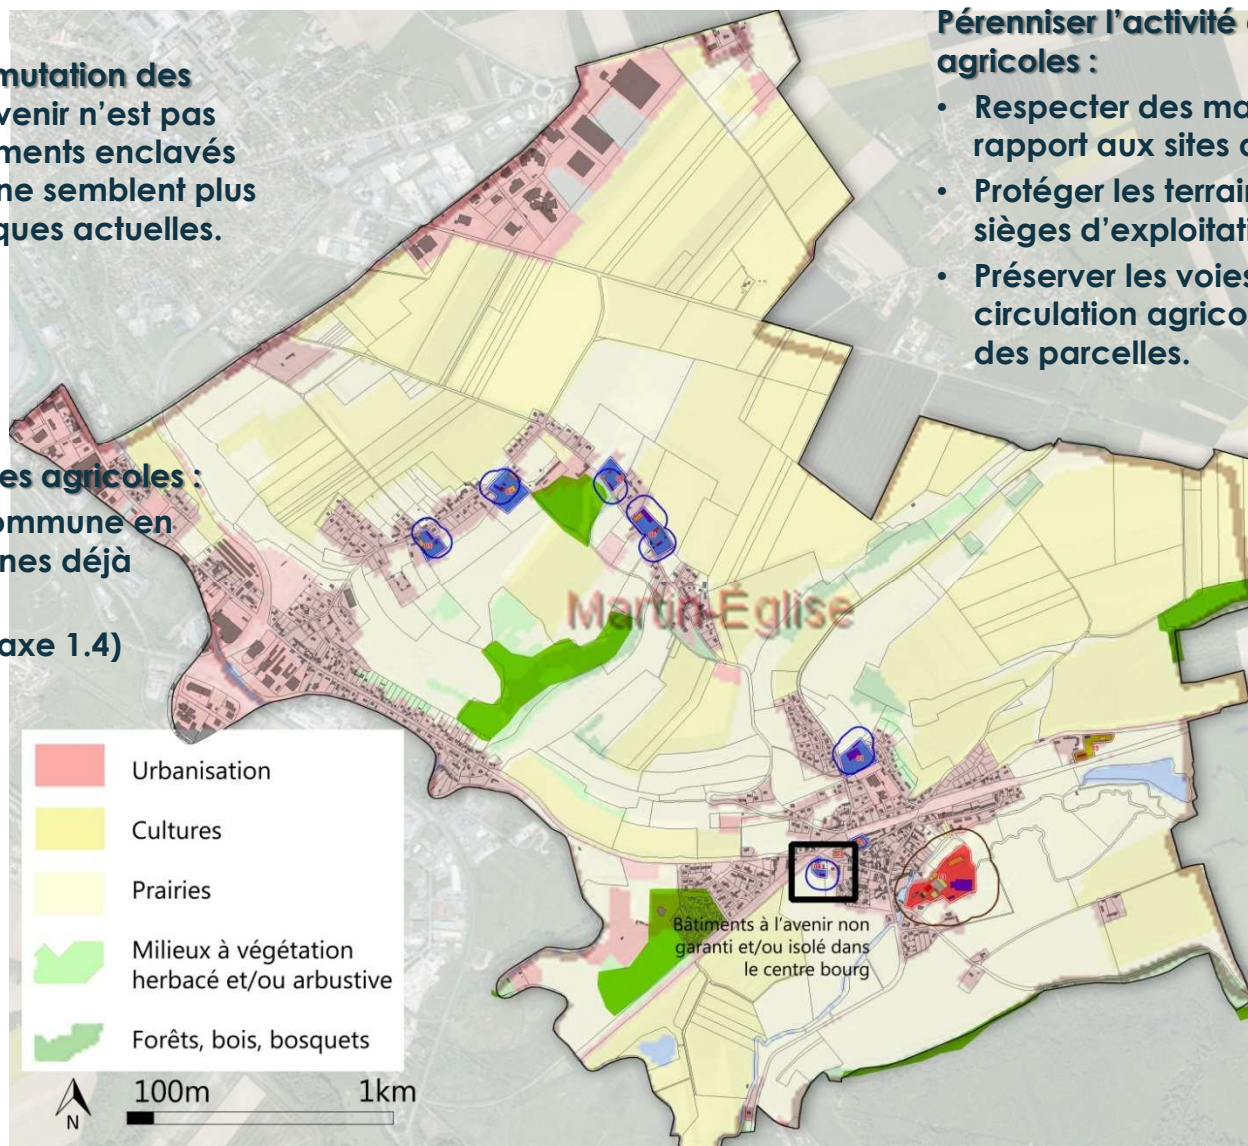 mutation des
venir n’est pas
ments enclavés
ne semblent plus
ques actuelles.
es agricoles :
ommune en
nes déjà
axe 1.4)
Pérenniser l’activité
agricoles :
• Respecter des ma
rapport aux sites
• Protéger les terrain
sièges d’exploitati
• Préserver les voies
circulation agrico
des parcelles.
Martin-Église
Bâtiments à l’avenir non
garanti et/ou isolé dans
le centre bourg
Urbanisation
Cultures
Prairies
Milieux à végétation
herbacé et/ou arbustive
Forêts, bois, bosquets
N
100m 1km